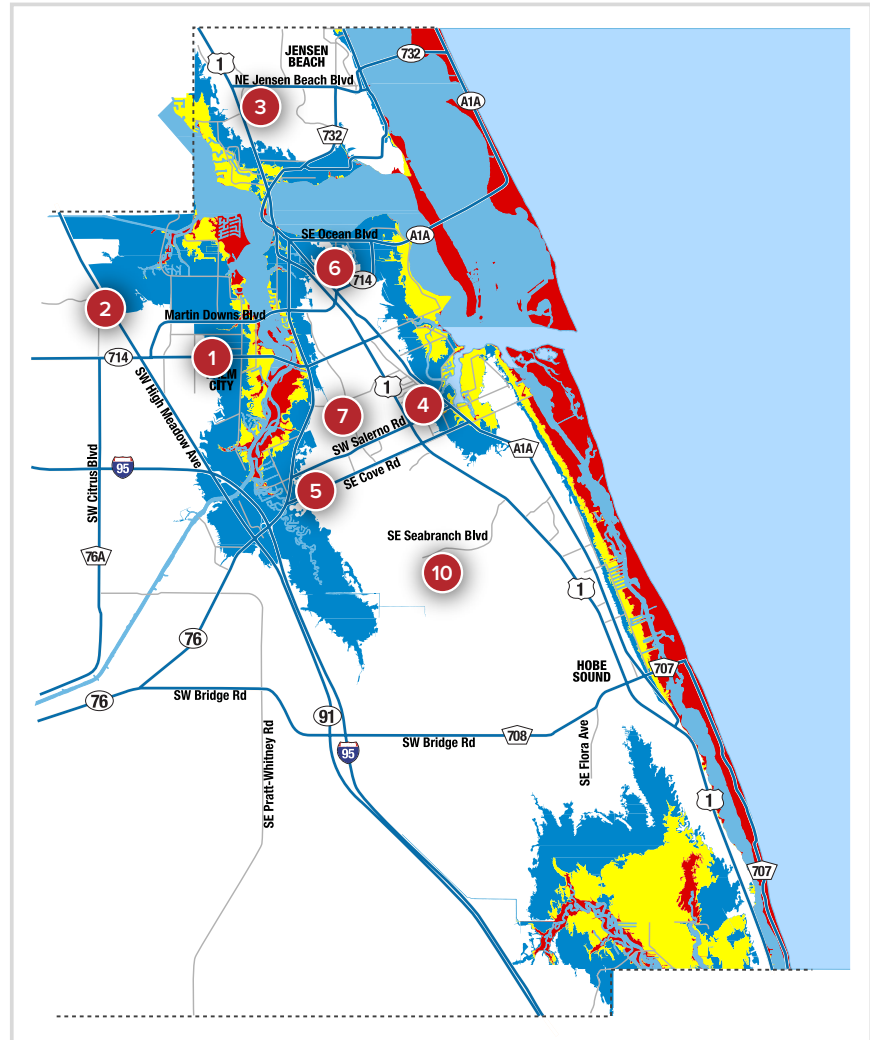 732
JENSEN
BEACH
1
NE Jensen Beach Blvd
3
A1A
732
SE Ocean Blvd
A1A
6
714
2
Martin Downs Blvd
714
1
CITY
SW High Meadow Ave
1
4
7
SW Salerno Rd
A1A
SE Cove Rd
95
SW Citrus Blvd
5
SE Seabranch Blvd
76A
10
1
76
HOBE
SOUND
707
76
SW Bridge Rd
91
708
SW Bridge Rd
95
SE Flora Ave
SE Pratt-Whitney Rd
1
707